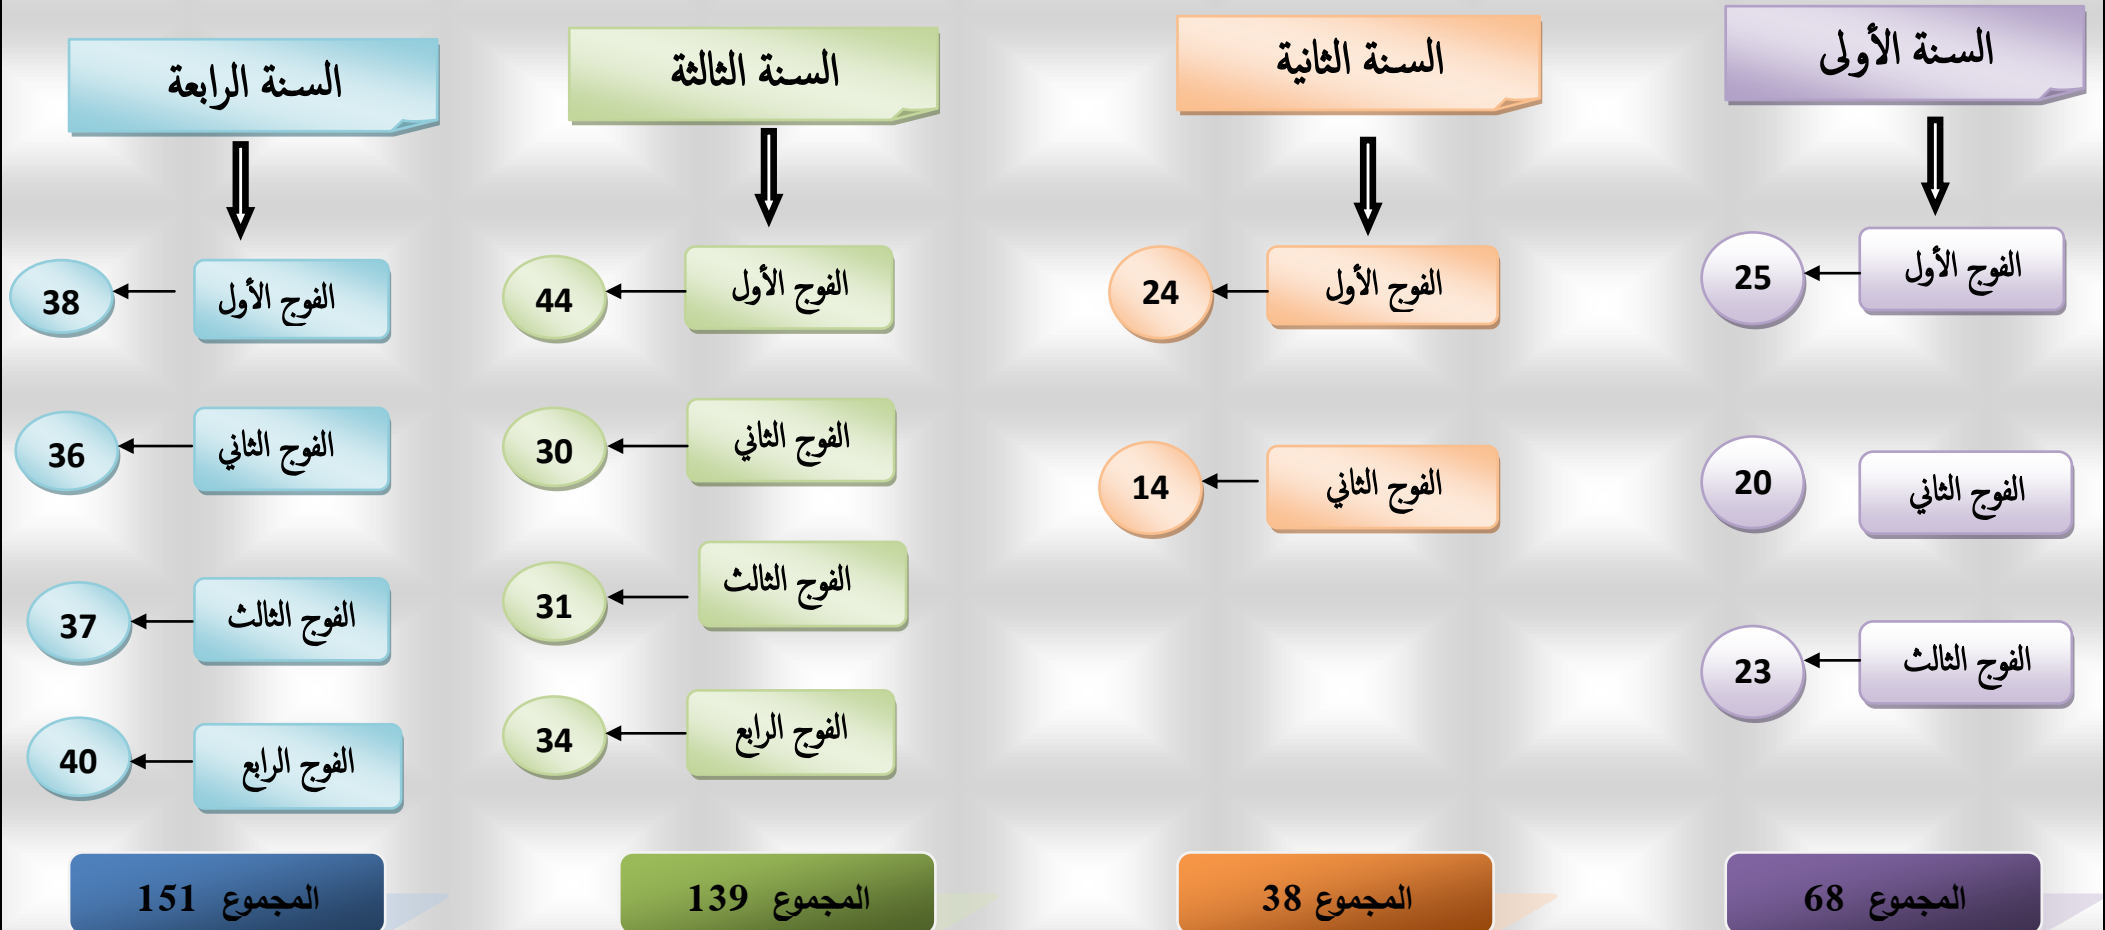 السنة الأولى
الفوج الأول
25
الفوج الثاني
20
الفوج الثالث
23
المجموع 68
السنة الثانية
الفوج الأول
24
الفوج الثاني
14
المجموع 38
السنة الثالثة
الفوج الأول
44
الفوج الثاني
30
الفوج الثالث
31
الفوج الرابع
34
المجموع 139
السنة الرابعة
الفوج الأول
38
الفوج الثاني
36
الفوج الثالث
37
الفوج الرابع
40
المجموع 151